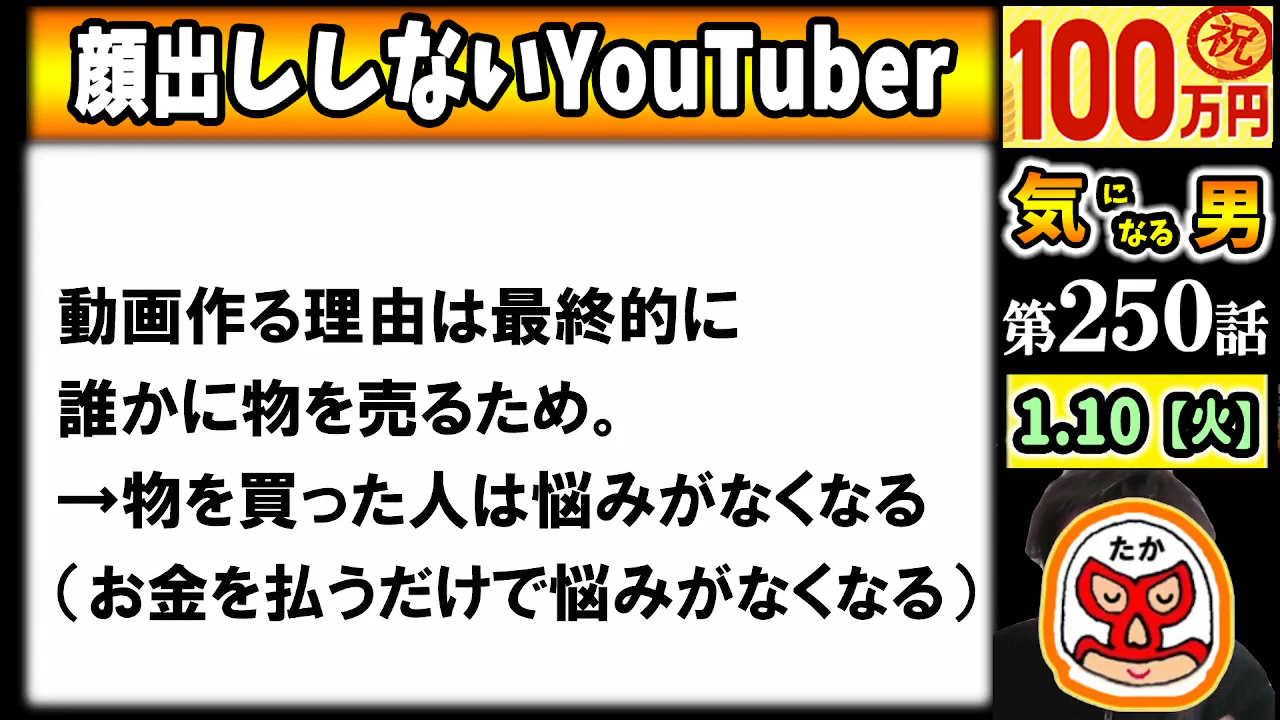 顔出ししないYouTuber
動画作る理由は最終的に
誰かに物を売るため。
→物を買った人は悩みがなくなる
（お金を払うだけで悩みがなくなる）
祝
100万円
気になる男
第250話
1.10【火】
たか